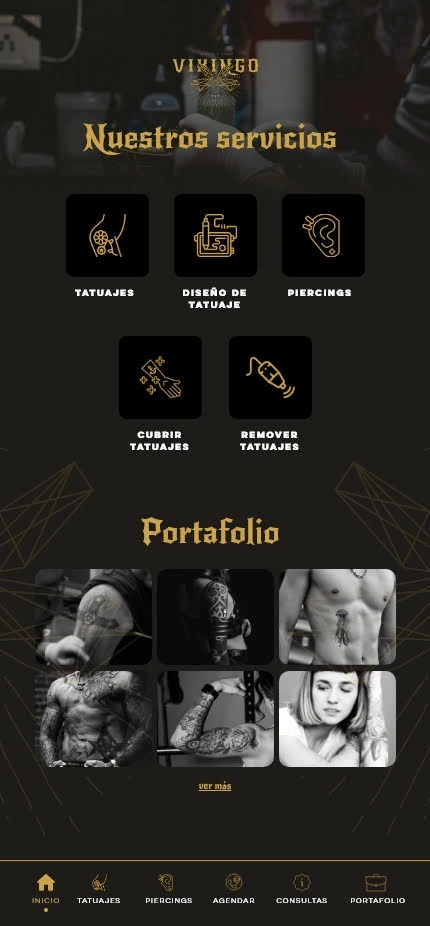 VIKINGO
Nuestros servicios
TATUAJES
DISEÑO DE
TATUAJE
PIERCINGS
CUBRIR
TATUAJES
REMOVER
TATUAJES
Portafolio
ver más
INICIO
TATUAJES
PIERCINGS
AGENDAR
CONSULTAS
PORTAFOLIO